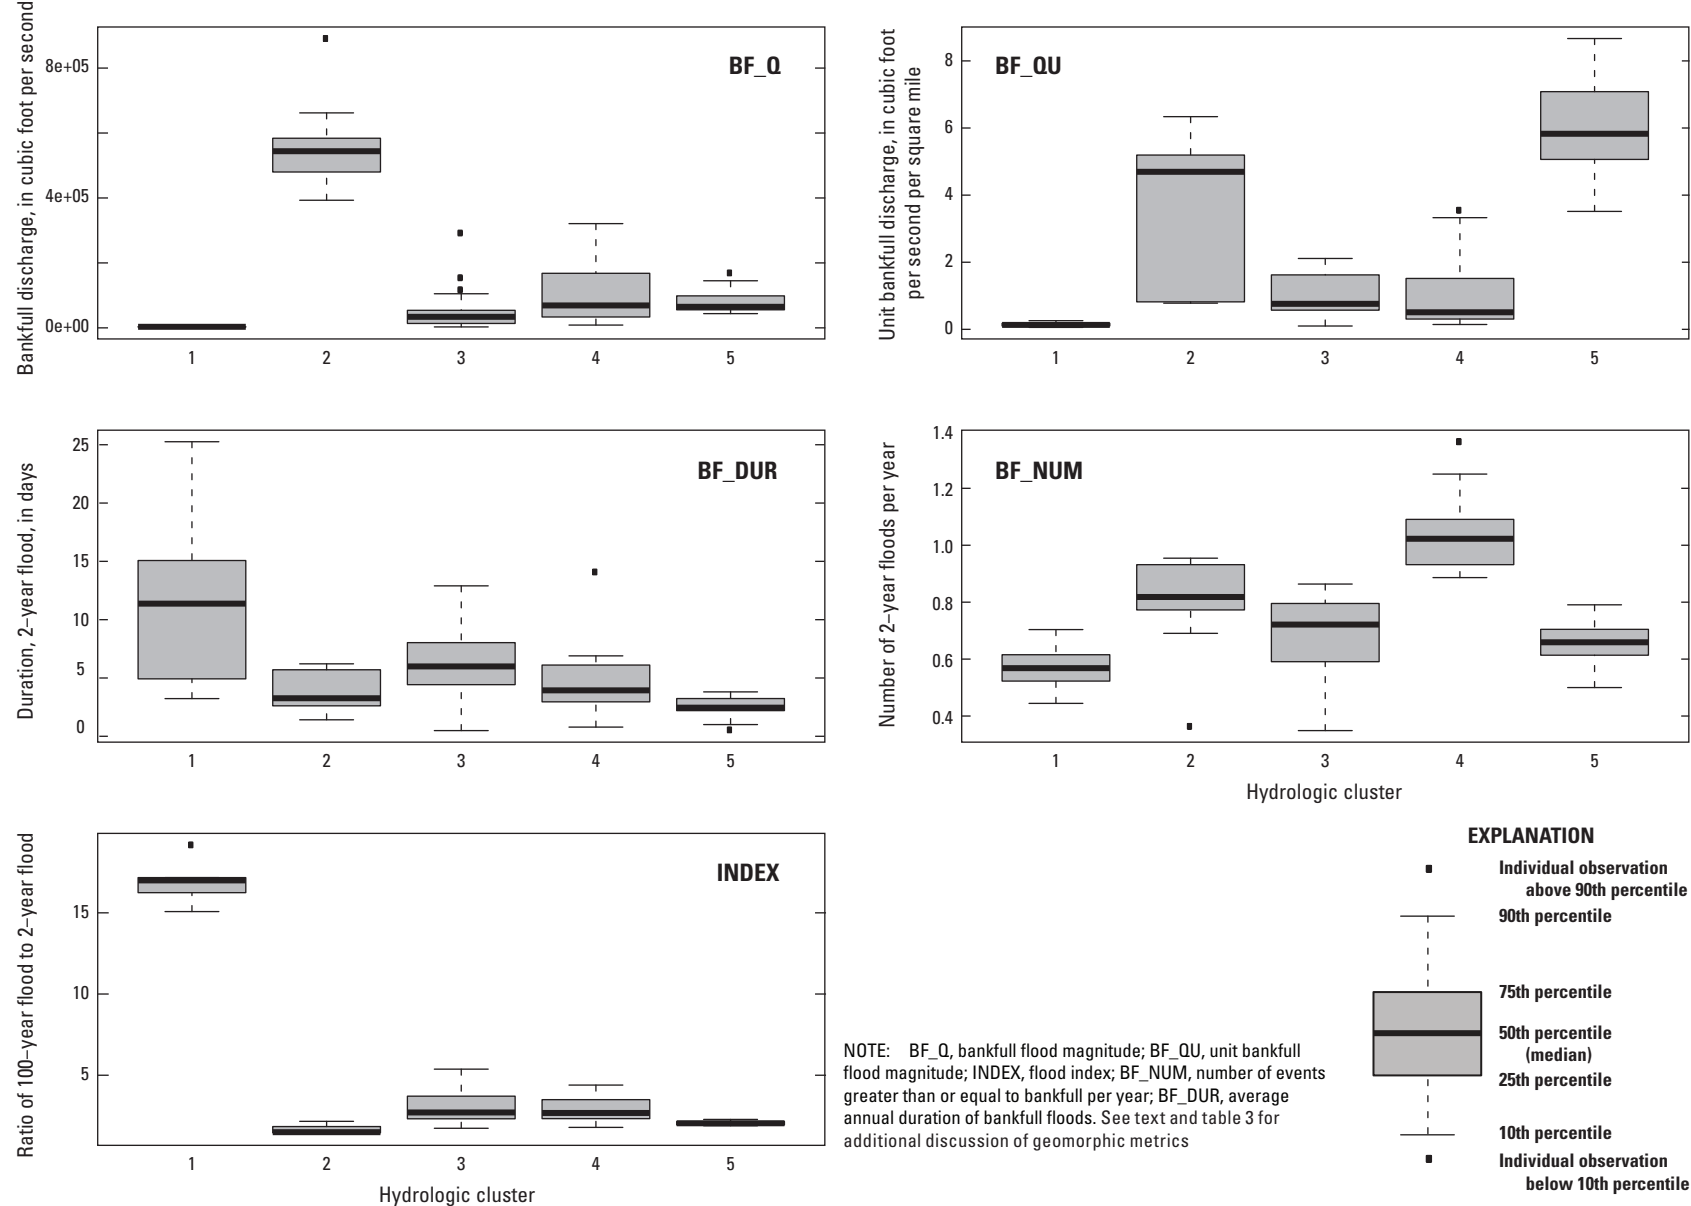 Bankfull discharge, in cubic foot per second
8e+05
4e+05
0e+00
BF_Q
1 2 3 4 5
Unit bankfull discharge, in cubic foot
per second per square mile
8
6
4
2
0
BF_QU
1 2 3 4 5
Duration, 2–year flood, in days
25
20
15
10
5
0
BF_DUR
1 2 3 4 5
Number of 2–year floods per year
1.4
1.2
1.0
0.8
0.6
0.4
BF_NUM
1 2 3 4 5
Hydrologic cluster
Ratio of 100–year flood to 2–year flood
15
10
5
INDEX
1 2 3 4 5
Hydrologic cluster
NOTE: BF_Q, bankfull flood magnitude; BF_QU, unit bankfull
flood magnitude; INDEX, flood index; BF_NUM, number of events
greater than or equal to bankfull per year; BF_DUR, average
annual duration of bankfull floods. See text and table 3 for
additional discussion of geomorphic metrics
EXPLANATION
Individual observation
above 90th percentile
90th percentile
75th percentile
50th percentile
(median)
25th percentile
10th percentile
Individual observation
below 10th percentile